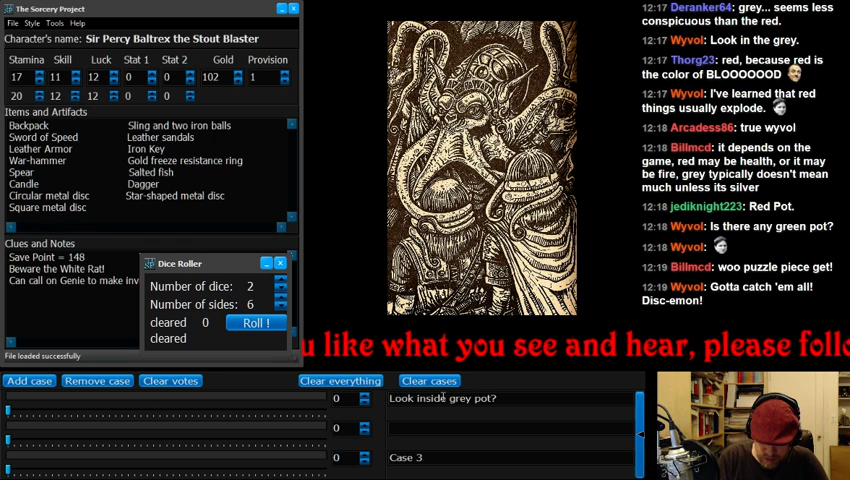 The Sorcery Project
File Style Tools Help
Character's name: Sir Percy Baltrex the Stout Blaster
Stamina Skill Luck Stat 1 Stat 2 Gold Provision
17 11 12 0 0 102 1
20 12 12 0 0
Items and Artifacts
Backpack Sling and two iron balls
Sword of Speed Leather sandals
Leather Armor Iron Key
War-hammer Gold freeze resistance ring
Spear Salted fish
Candle Dagger
Circular metal disc Star-shaped metal disc
Square metal disc
Clues and Notes
Save Point = 148
Beware the White Rat!
Can call on Genie to make inv
File loaded successfully
Dice Roller
Number of dice: 2
Number of sides: 6
cleared 0 Roll !
cleared
u like what you see and hear, please follo
Add case Remove case Clear votes Clear everything Clear cases
0 Look inside grey pot?
0
0 Case 3
12:17 Deranker64: grey... seems less
conspicuous than the red.
12:17 Wyvol: Look in the grey.
12:17 Thorg23: red, because red is
the color of BLOOOOOOD
12:17 Wyvol: I've learned that red
things usually explode.
12:18 Arcadess86: true wyvol
12:18 Billmcd: it depends on the
game, red may be health, or it may
be fire, grey typically doesn't mean
much unless its silver
12:18 jediknight223: Red Pot.
12:18 Wyvol: Is there any green pot?
12:18 Wyvol:
12:19 Billmcd: woo puzzle piece get!
12:19 Wyvol: Gotta catch 'em all!
Disc-emon!